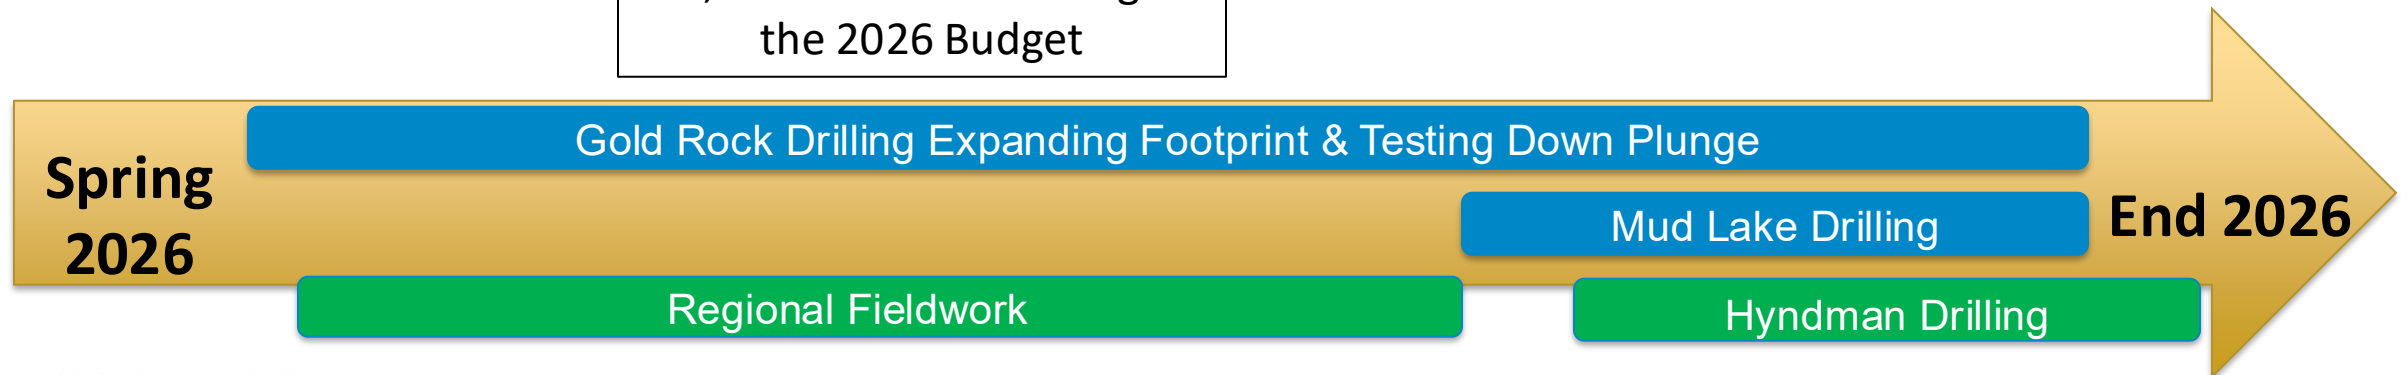 the 2026 Budget
Gold Rock Drilling Expanding Footprint & Testing Down Plunge
Spring
2026
Mud Lake Drilling
End 2026
Regional Fieldwork
Hyndman Drilling